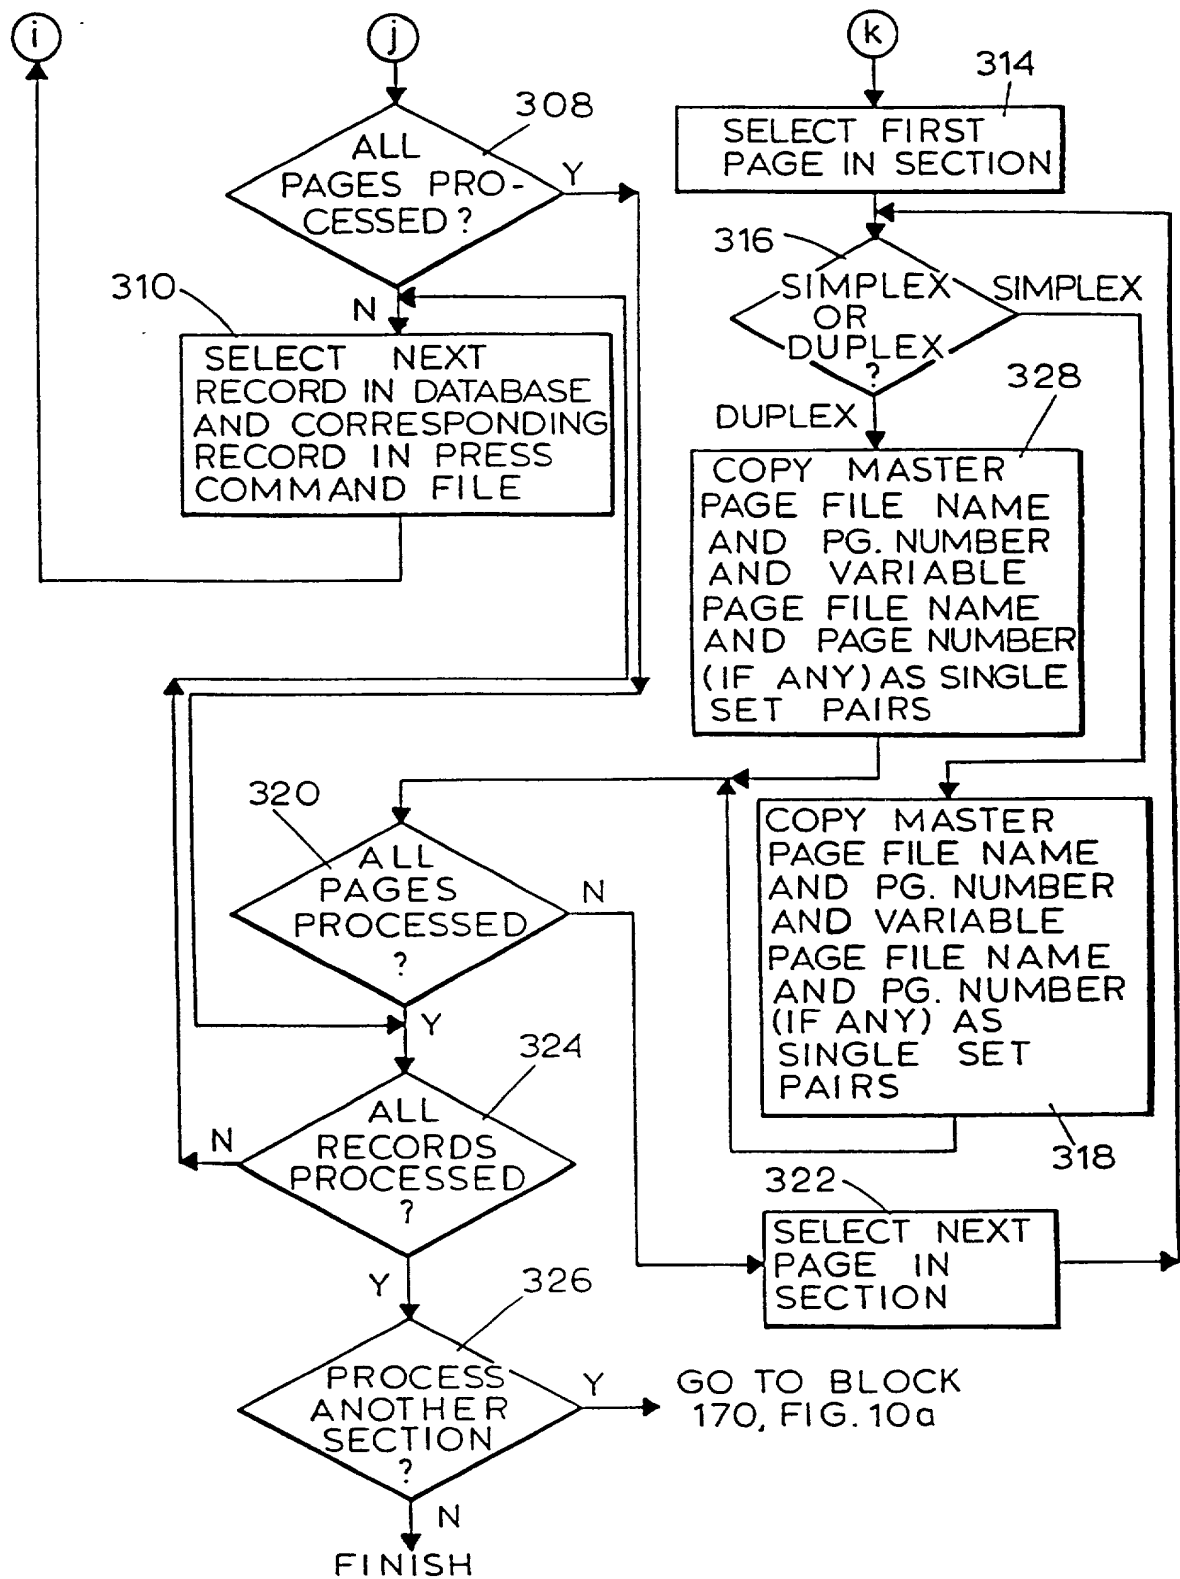 i
j
k
308
ALL
PAGES PRO-
CESSED?
Y
N
310
SELECT NEXT
RECORD IN DATABASE
AND CORRESPONDING
RECORD IN PRESS
COMMAND FILE
314
SELECT FIRST
PAGE IN SECTION
316
SIMPLEX
OR
DUPLEX
?
SIMPLEX
DUPLEX
328
COPY MASTER
PAGE FILE NAME
AND PG. NUMBER
AND VARIABLE
PAGE FILE NAME
AND PAGE NUMBER
(IF ANY) AS SINGLE
SET PAIRS
COPY MASTER
PAGE FILE NAME
AND PG. NUMBER
AND VARIABLE
PAGE FILE NAME
AND PG. NUMBER
(IF ANY) AS
SINGLE SET
PAIRS
318
320
ALL
PAGES
PROCESSED
?
N
Y
322
SELECT NEXT
PAGE IN
SECTION
324
ALL
RECORDS
PROCESSED
?
N
Y
326
PROCESS
ANOTHER
SECTION
?
Y
GO TO BLOCK
170, FIG. 10a
N
FINISH